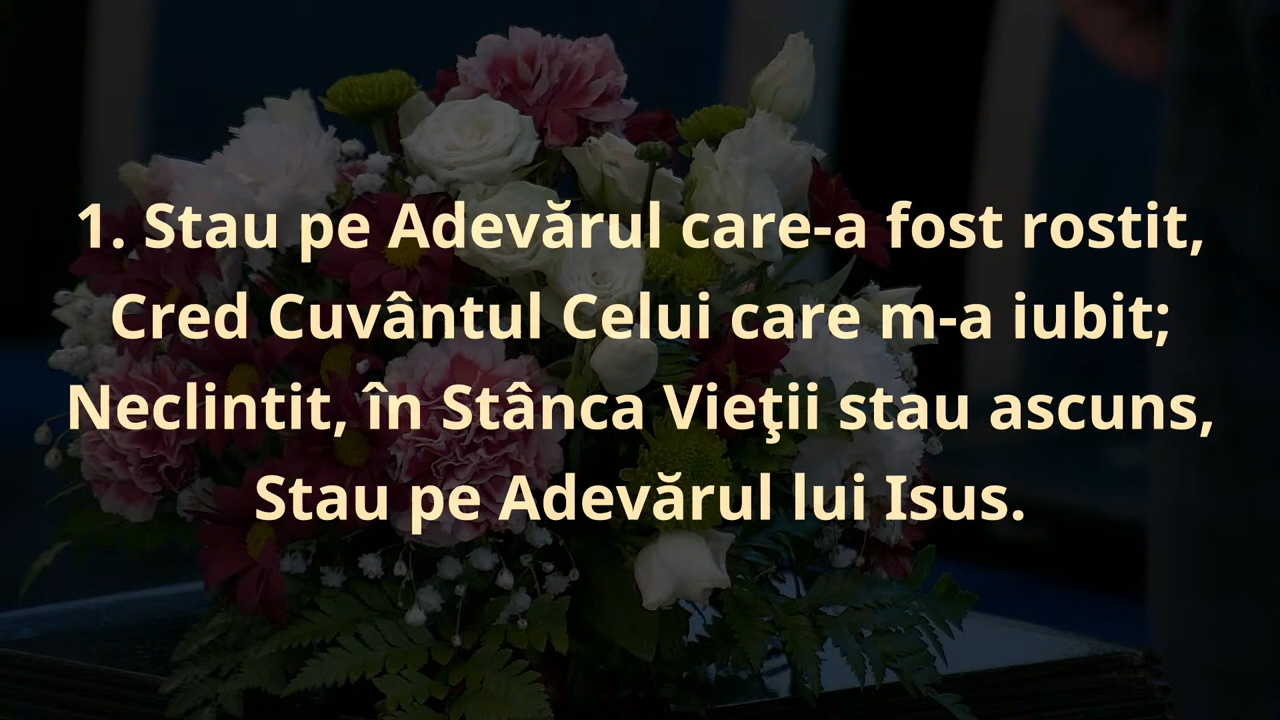 1. Stau pe Adevărul care-a fost rostit,
Cred Cuvântul Celui care m-a iubit;
Neclintit, în Stânca Vieţii stau ascuns,
Stau pe Adevărul lui Isus.